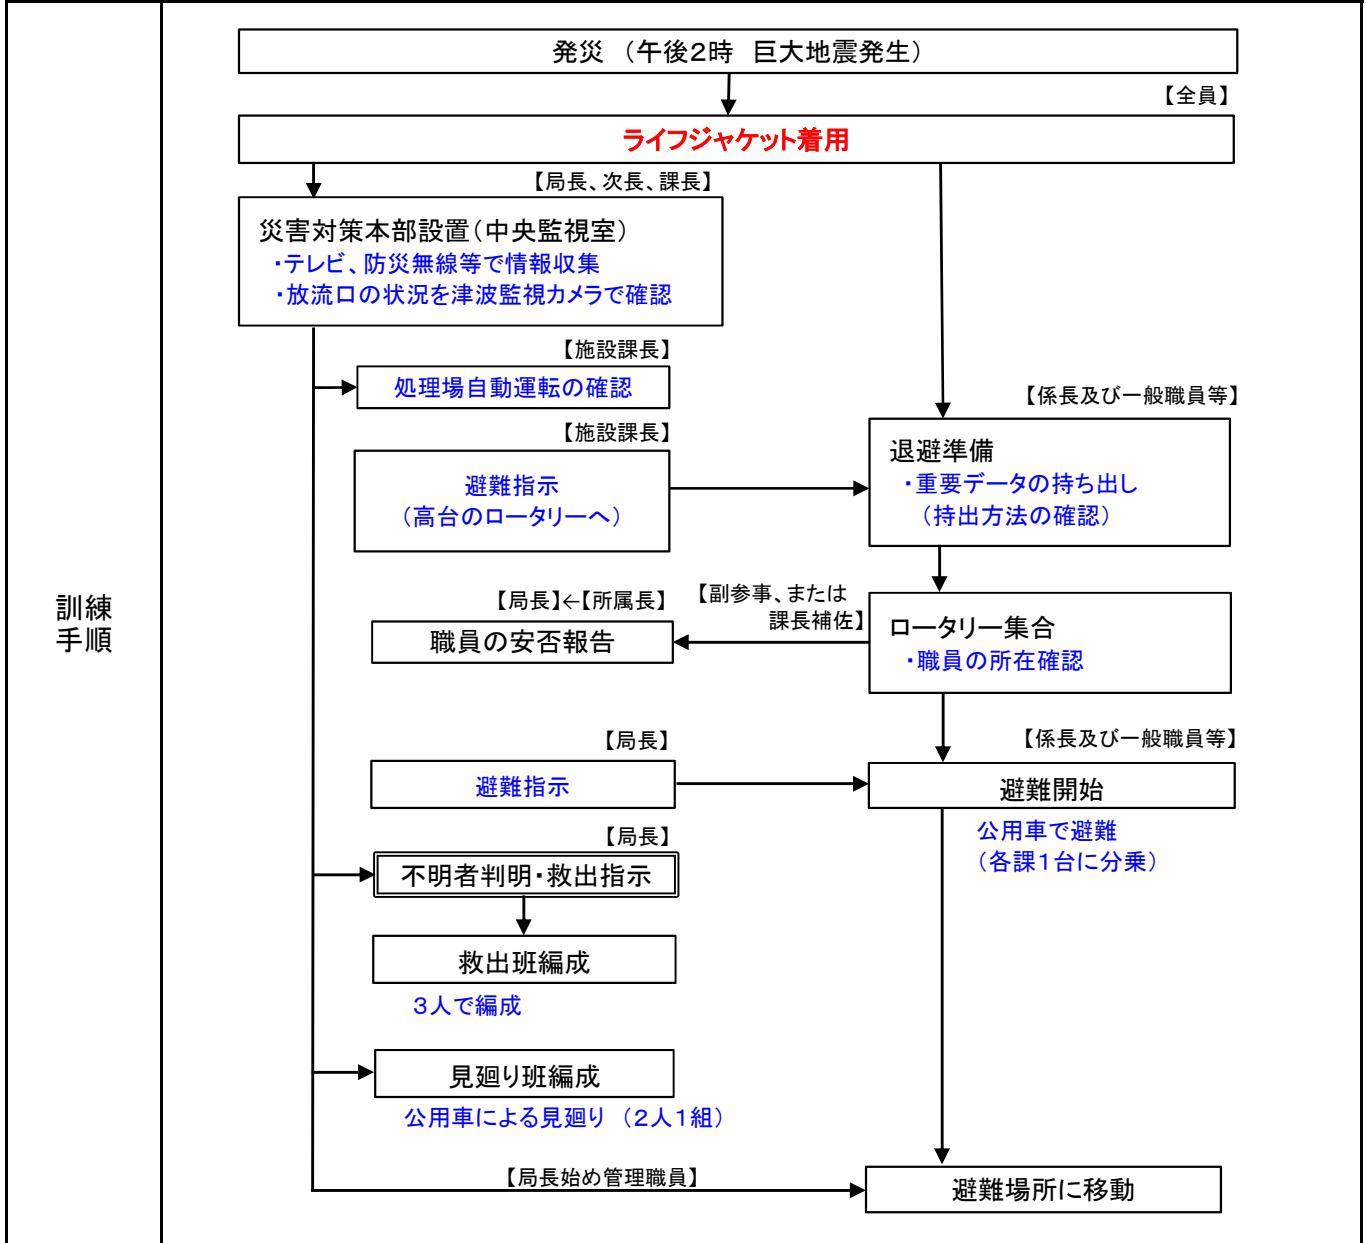 訓練
手順
発災　（午後２時　巨大地震発生）
【全員】
ライフジャケット着用
【局長、次長、課長】
災害対策本部設置（中央監視室）
・テレビ、防災無線等で情報収集
・放流口の状況を津波監視カメラで確認
【施設課長】
処理場自動運転の確認
【係長及び一般職員等】
【施設課長】
避難指示
（高台のロータリーへ）
退避準備
・重要データの持ち出し
（持出方法の確認）
【局長】←【所属長】
職員の安否報告
【副参事、または
課長補佐】
ロータリー集合
・職員の所在確認
【局長】
避難指示
【係長及び一般職員等】
避難開始
公用車で避難
（各課１台に分乗）
【局長】
不明者判明・救出指示
救出班編成
３人で編成
見廻り班編成
公用車による見廻り　（２人１組）
【局長始め管理職員】
避難場所に移動